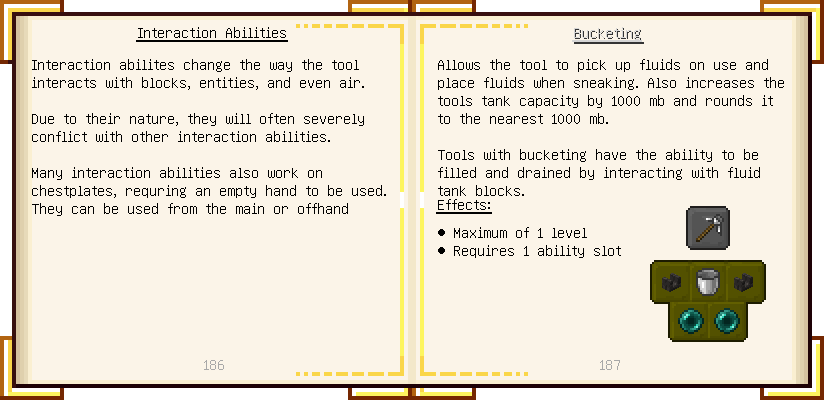 Interaction Abilities
Interaction abilites change the way the tool
interacts with blocks, entities, and even air.
Due to their nature, they will often severely
conflict with other interaction abilities.
Many interaction abilities also work on
chestplates, requring an empty hand to be used.
They can be used from the main or offhand
186
Bucketing
Allows the tool to pick up fluids on use and
place fluids when sneaking. Also increases the
tools tank capacity by 1000 mb and rounds it
to the nearest 1000 mb.
Tools with bucketing have the ability to be
filled and drained by interacting with fluid
tank blocks.
Effects:
• Maximum of 1 level
• Requires 1 ability slot
187